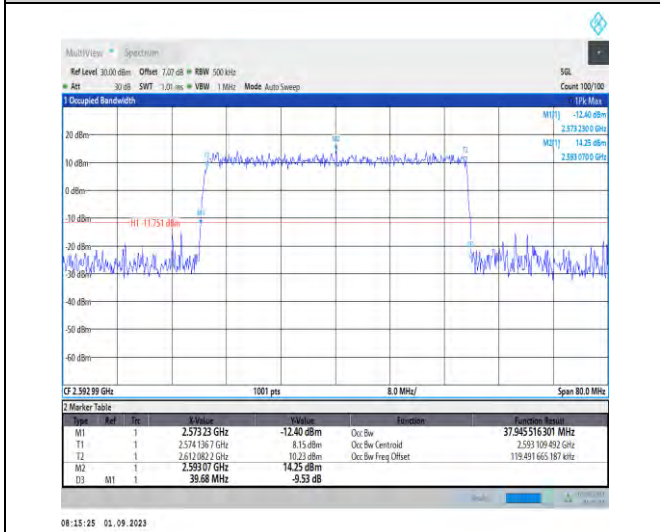 MultiView Spectrum
Ref Level 30.00 dBm Offset 7.07 dB RBW 500 kHz SGL
Att 30 dB SWT 1.01 ms VBW 1 MHz Mode Auto Sweep Count 100/100
1 Occupied Bandwidth 1Pk Max
M1[1] -12.40 dBm
2.573 230 0 GHz
M2[1] 14.25 dBm
2.593 070 0 GHz
20 dBm
M2
T1
T2
10 dBm
0 dBm
-10 dBm
M1
H1 -11.751 dBm
-20 dBm
-30 dBm
-40 dBm
-50 dBm
-60 dBm
CF 2.592 99 GHz 1001 pts 8.0 MHz/ Span 80.0 MHz
2 Marker Table
Type Ref Trc X-Value Y-Value Function Function Result
M1 1 2.573 23 GHz -12.40 dBm Occ Bw 37.945 516 301 MHz
T1 1 2.574 136 7 GHz 8.15 dBm Occ Bw Centroid 2.593 109 492 GHz
T2 1 2.612 082 2 GHz 10.23 dBm Occ Bw Freq Offset 119.491 665 187 kHz
M2 1 2.593 07 GHz 14.25 dBm
D3 M1 1 39.68 MHz -9.53 dB
08:15:25 01.09.2023